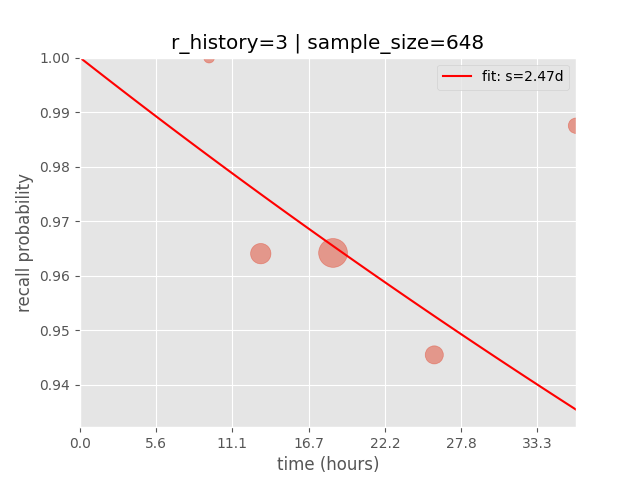 r_history=3 | sample_size=648
fit: s=2.47d
1.00
0.99
0.98
0.97
0.96
0.95
0.94
recall probability
0.0 5.6 11.1 16.7 22.2 27.8 33.3
time (hours)